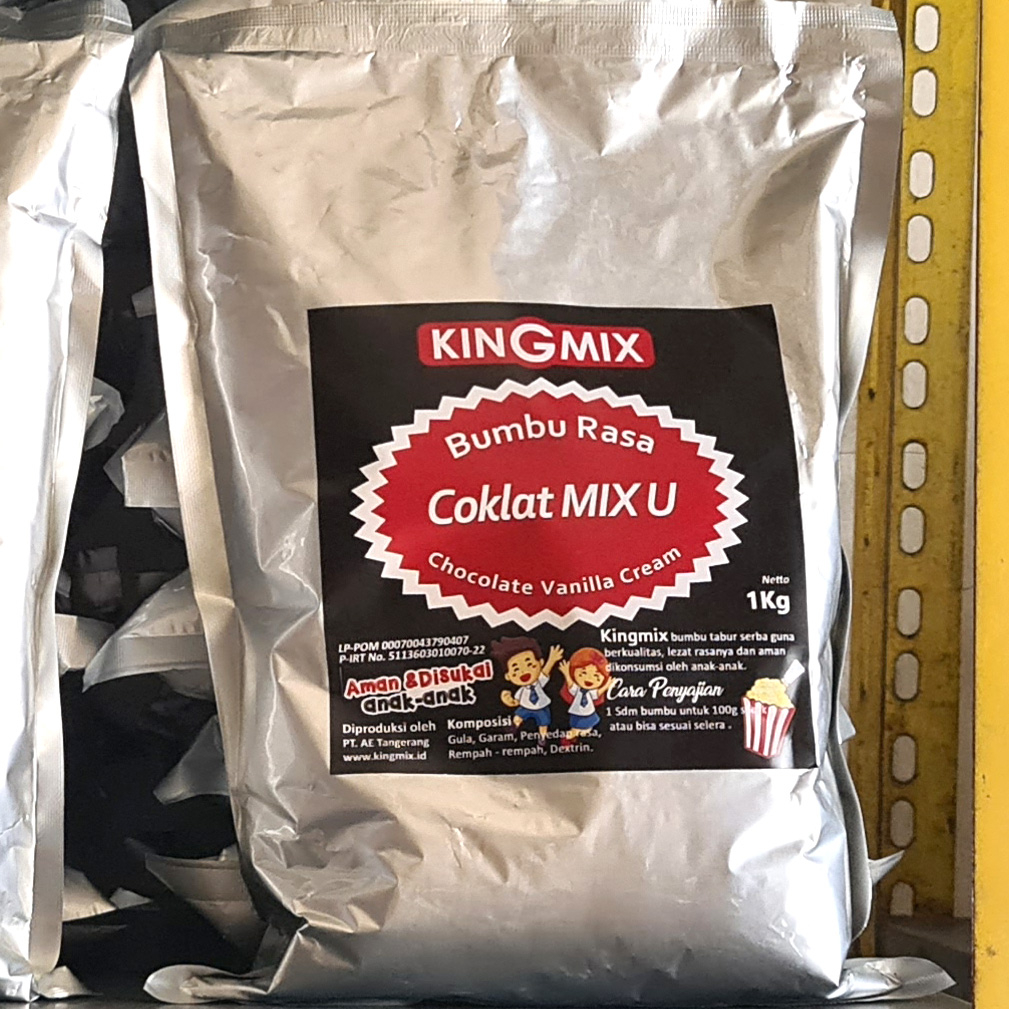 KINGMIX
Bumbu Rasa
Coklat MIX U
Chocolate Vanilla Cream
Netto
1Kg
LP-POM 00070043790407
P-IRT No. 5113603010070-22
Aman & Disukai
anak-anak
Diproduksi oleh
PT. AE Tangerang
www.kingmix.id
Komposisi
Gula, Garam, Penyedap rasa,
Rempah - rempah, Dextrin.
Kingmix bumbu tabur serba guna
berkualitas, lezat rasanya dan aman
dikonsumsi oleh anak-anak.
Cara Penyajian
1 Sdm bumbu untuk 100g
atau bisa sesuai selera .